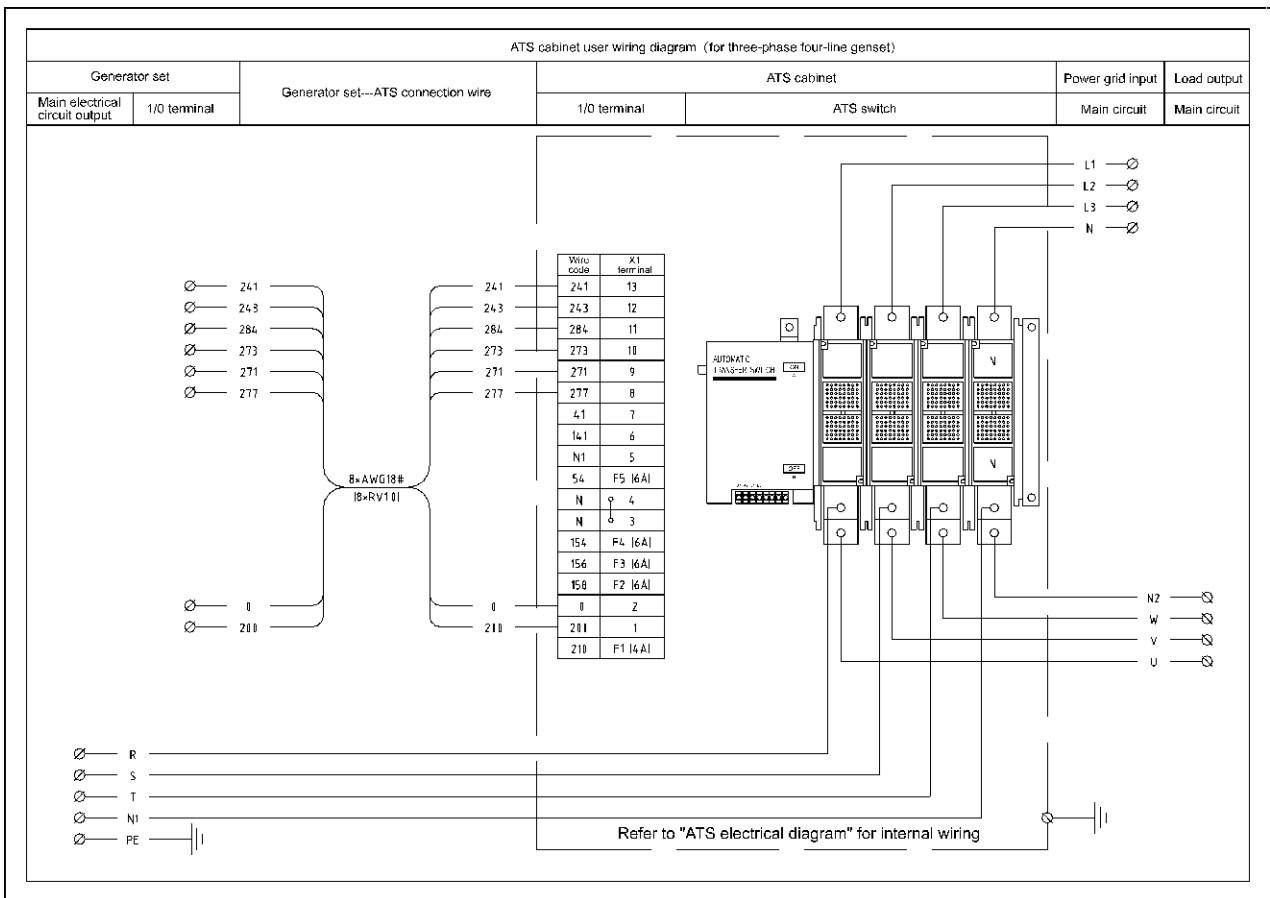 ATS cabinet user wiring diagram (for three-phase four-line genset)
Generator set
Generator set---ATS connection wire
ATS cabinet
Power grid input
Load output
Main electrical circuit output
1/0 terminal
1/0 terminal
ATS switch
Main circuit
Main circuit
L1
L2
L3
N
Wire code X1 terminal
241 241 241 13
243 243 243 12
284 284 284 11
273 273 273 10
271 271 271 9
277 277 277 8
41 7
141 6
N1 5
54 F5 |6A|
N 4
N 3
154 F4 |6A|
156 F3 |6A|
158 F2 |6A|
0 0 0 2
200 210 201 1
210 F1 |4A|
8×AWG18#
|8×RV1.0|
AUTOMATIC
TRANSFER SWITCH
ON
OFF
N
N
N2
W
V
U
R
S
T
N1
PE
Refer to "ATS electrical diagram" for internal wiring